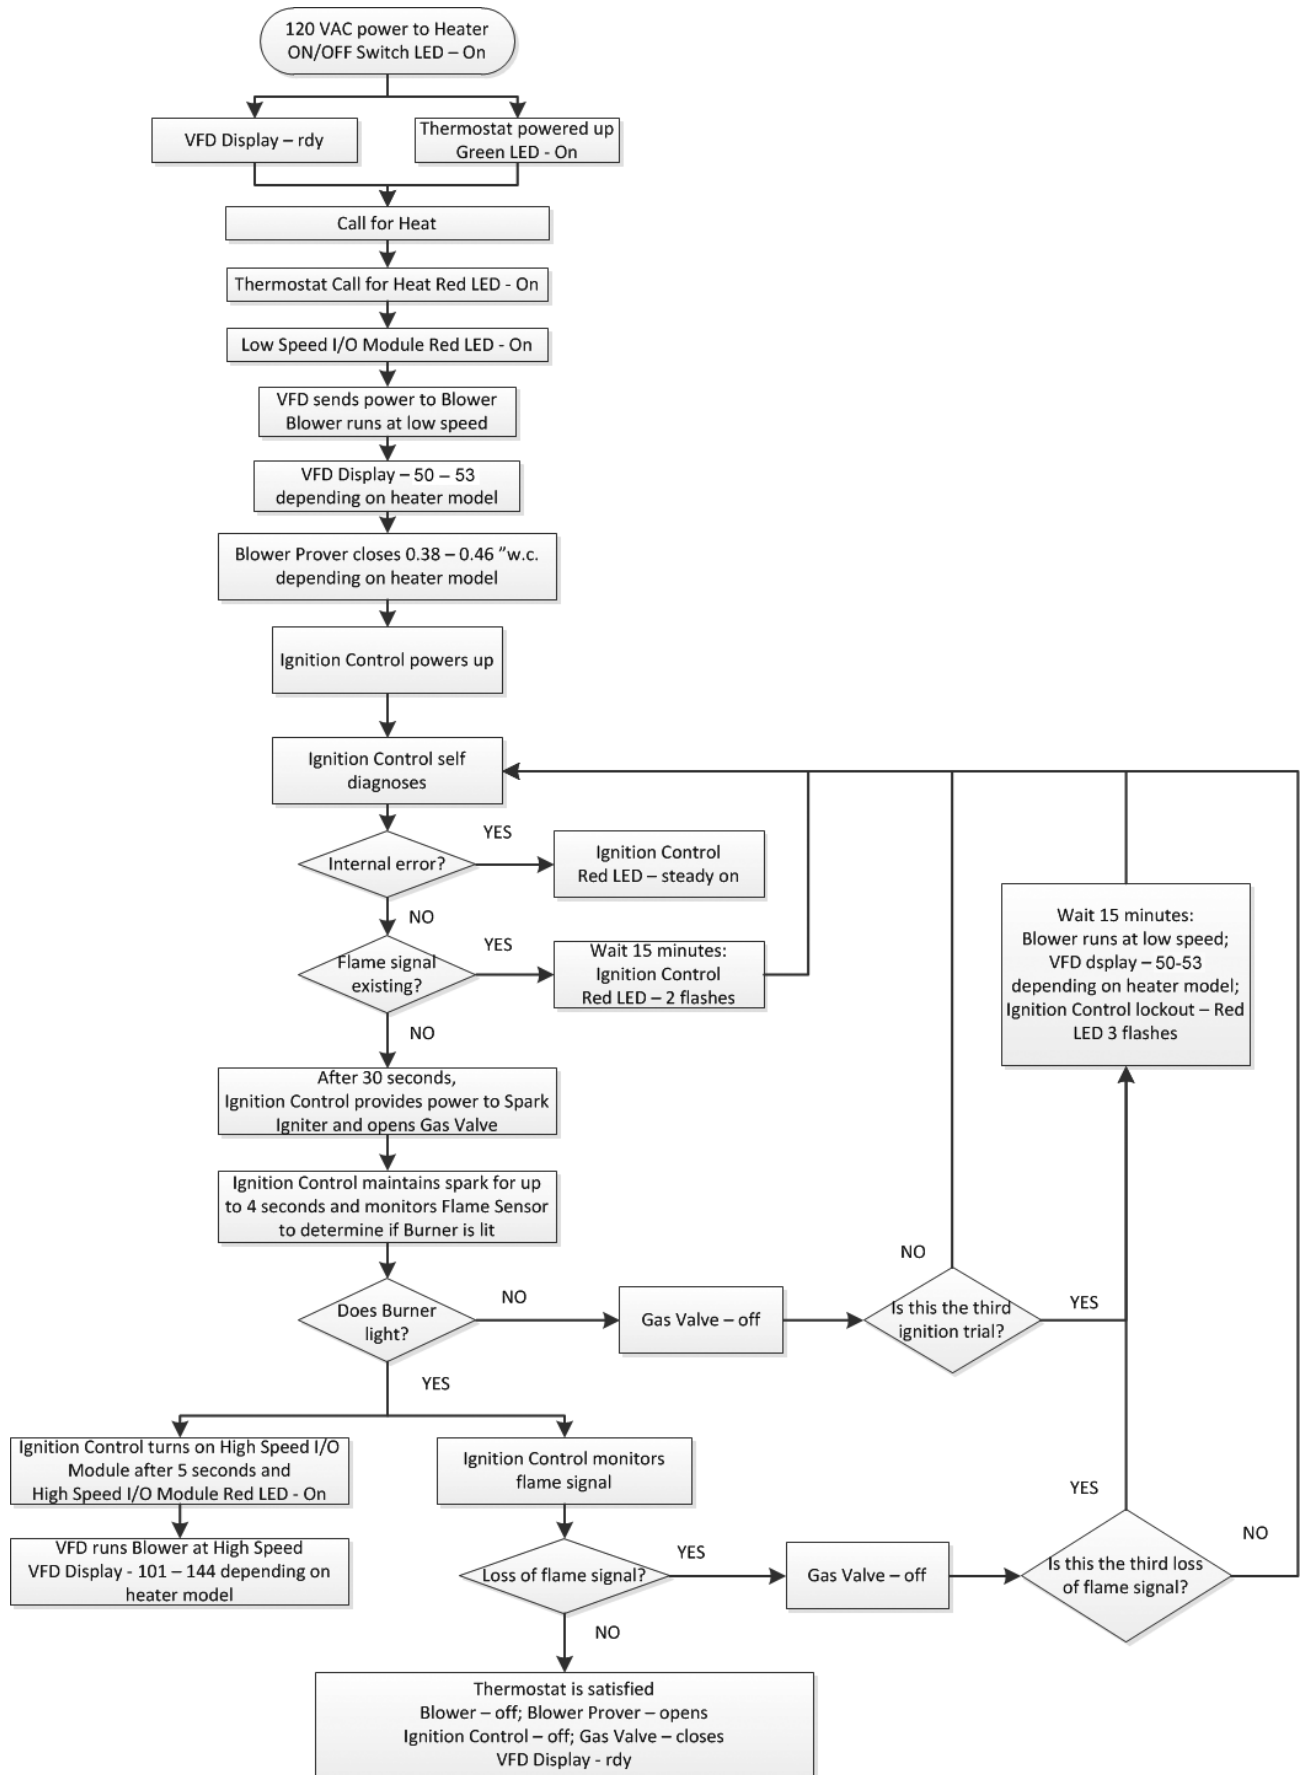 120 VAC power to Heater
ON/OFF Switch LED – On
VFD Display – rdy
Thermostat powered up
Green LED - On
Call for Heat
Thermostat Call for Heat Red LED - On
Low Speed I/O Module Red LED - On
VFD sends power to Blower
Blower runs at low speed
VFD Display – 50 – 53
depending on heater model
Blower Prover closes 0.38 – 0.46 "w.c.
depending on heater model
Ignition Control powers up
Ignition Control self
diagnoses
Internal error?
YES
Ignition Control
Red LED – steady on
NO
Flame signal
existing?
YES
Wait 15 minutes:
Ignition Control
Red LED – 2 flashes
NO
Wait 15 minutes:
Blower runs at low speed;
VFD dsplay – 50-53
depending on heater model;
Ignition Control lockout – Red
LED 3 flashes
After 30 seconds,
Ignition Control provides power to Spark
Igniter and opens Gas Valve
Ignition Control maintains spark for up
to 4 seconds and monitors Flame Sensor
to determine if Burner is lit
Does Burner
light?
NO
Gas Valve – off
Is this the third
ignition trial?
NO
YES
YES
Ignition Control turns on High Speed I/O
Module after 5 seconds and
High Speed I/O Module Red LED - On
VFD runs Blower at High Speed
VFD Display - 101 – 144 depending on
heater model
Ignition Control monitors
flame signal
Loss of flame signal?
YES
Gas Valve – off
Is this the third loss
of flame signal?
YES
NO
NO
Thermostat is satisfied
Blower – off; Blower Prover – opens
Ignition Control – off; Gas Valve – closes
VFD Display - rdy